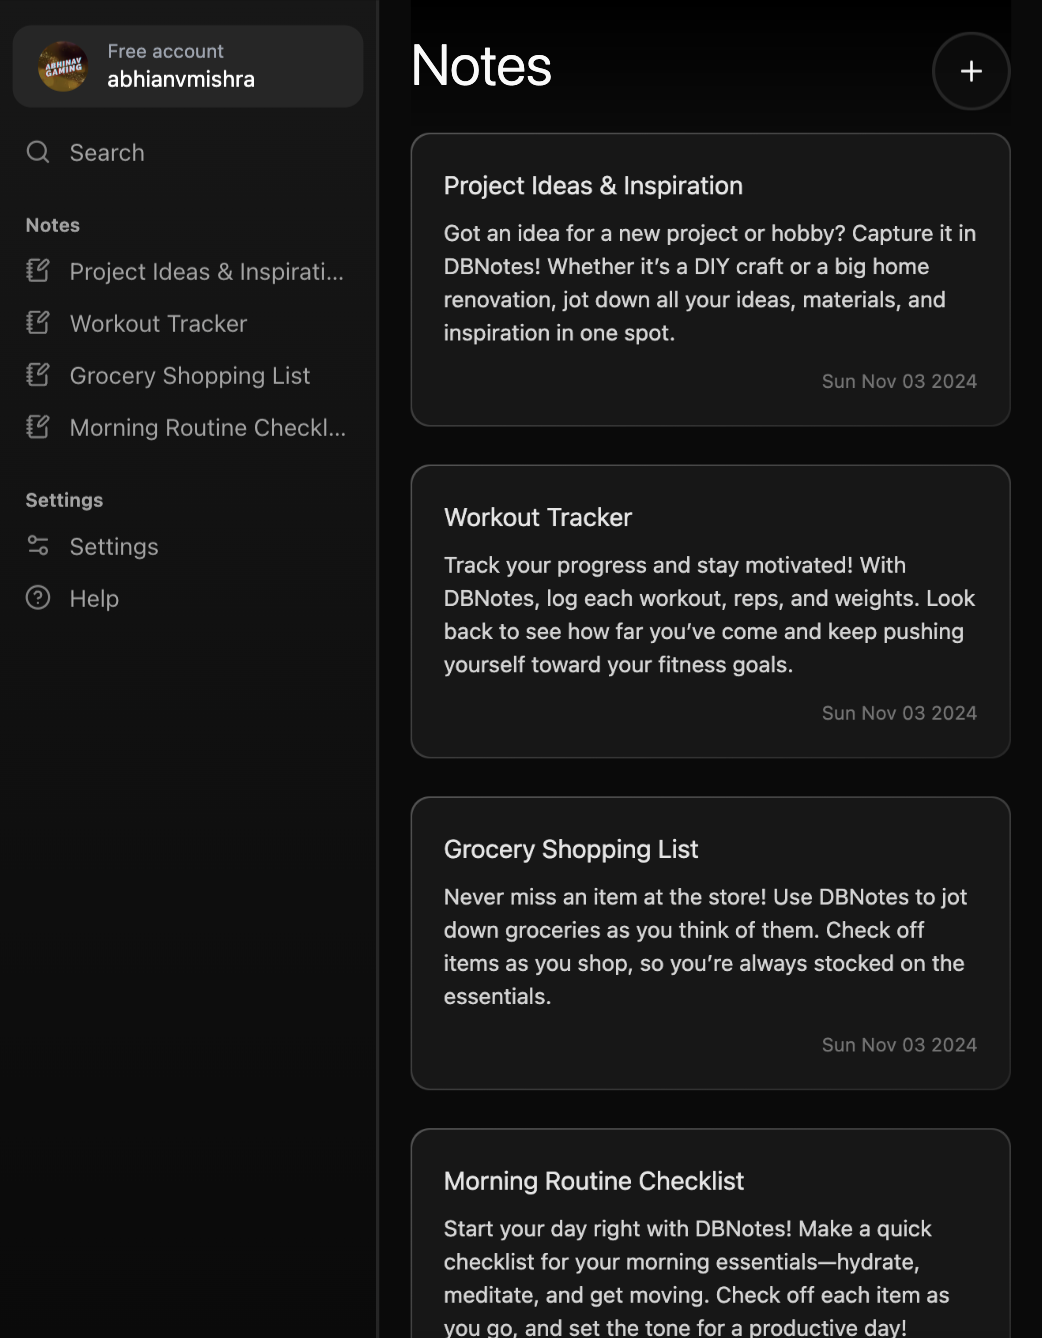 Free account
abhianvmishra
ABHINAV
GAMING
Search
Notes
Project Ideas & Inspirati...
Workout Tracker
Grocery Shopping List
Morning Routine Checkl...
Settings
Settings
Help
Notes
Project Ideas & Inspiration
Got an idea for a new project or hobby? Capture it in
DBNotes! Whether it’s a DIY craft or a big home
renovation, jot down all your ideas, materials, and
inspiration in one spot.
Sun Nov 03 2024
Workout Tracker
Track your progress and stay motivated! With
DBNotes, log each workout, reps, and weights. Look
back to see how far you’ve come and keep pushing
yourself toward your fitness goals.
Sun Nov 03 2024
Grocery Shopping List
Never miss an item at the store! Use DBNotes to jot
down groceries as you think of them. Check off
items as you shop, so you’re always stocked on the
essentials.
Sun Nov 03 2024
Morning Routine Checklist
Start your day right with DBNotes! Make a quick
checklist for your morning essentials—hydrate,
meditate, and get moving. Check off each item as
you go, and set the tone for a productive day!